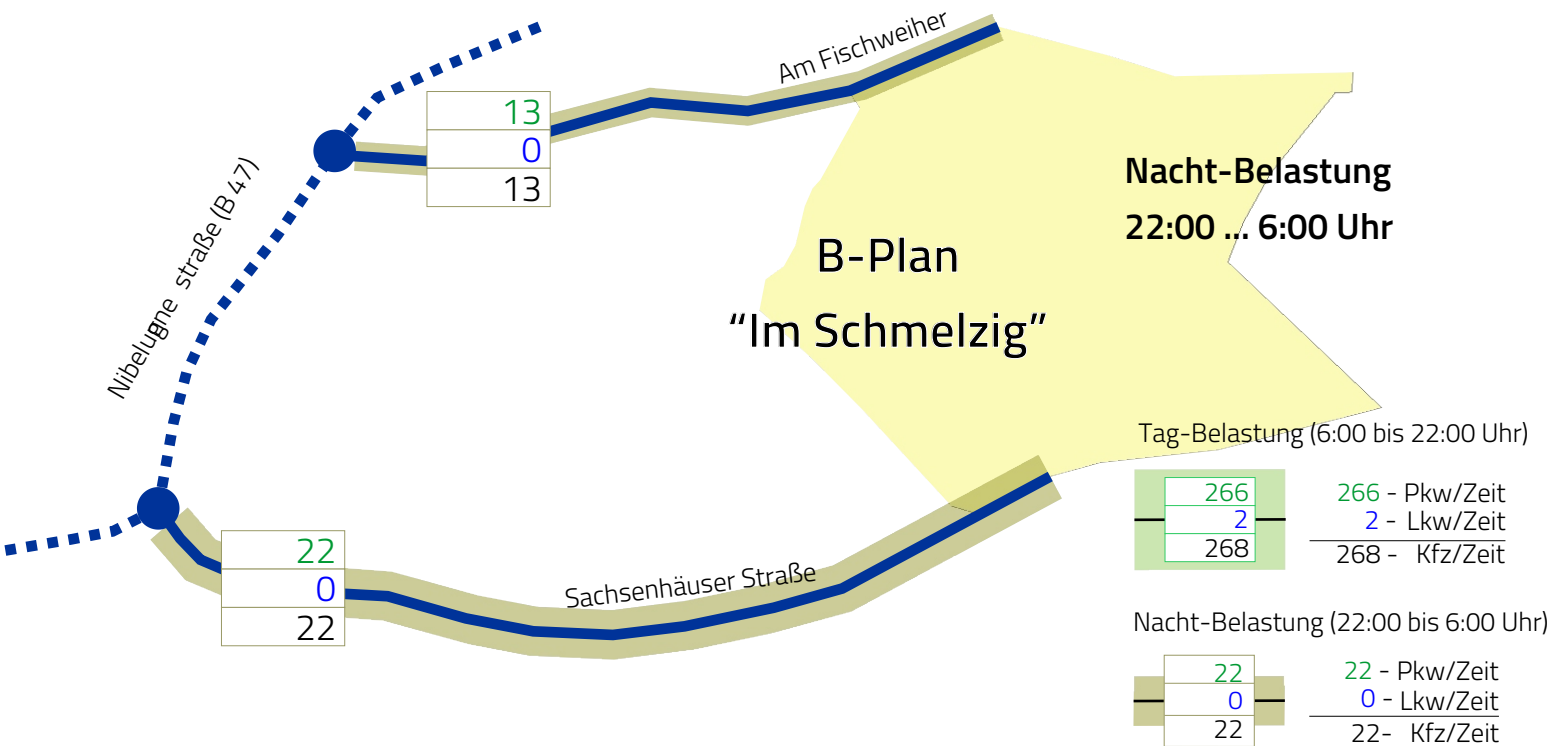 Am Fischweiher
13
0
13
Nibelugne straße (B 47)
Nacht-Belastung
22:00 ... 6:00 Uhr
B-Plan
“Im Schmelzig”
Tag-Belastung (6:00 bis 22:00 Uhr)
266 266 - Pkw/Zeit
2 2 - Lkw/Zeit
268 268 - Kfz/Zeit
22
0
22
Sachsenhäuser Straße
Nacht-Belastung (22:00 bis 6:00 Uhr)
22 22 - Pkw/Zeit
0 0 - Lkw/Zeit
22 22- Kfz/Zeit